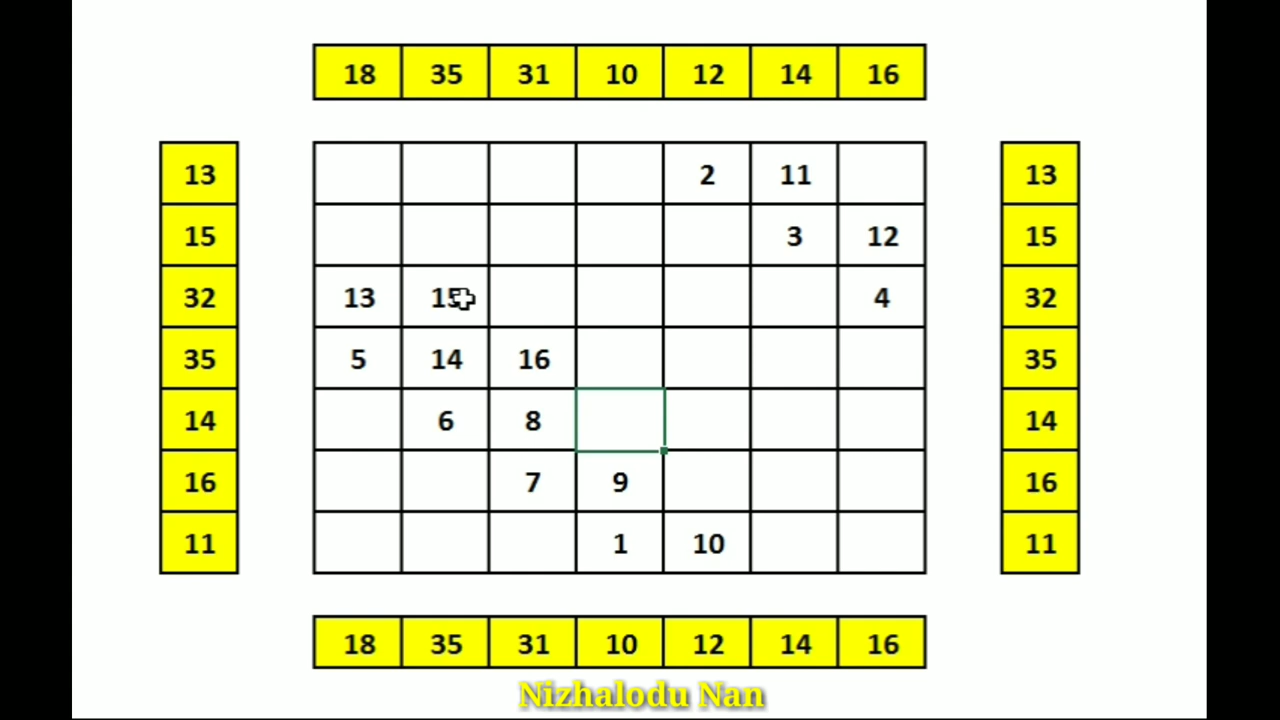 18 35 31 10 12 14 16
13 2 11 13
15 3 12 15
32 13 15 4 32
35 5 14 16 35
14 6 8 14
16 7 9 16
11 1 10 11
18 35 31 10 12 14 16
Nizhalodu Nan